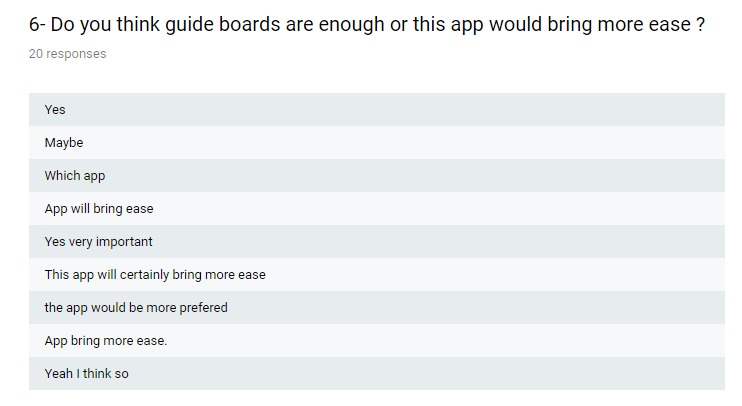 6- Do you think guide boards are enough or this app would bring more ease ?
20 responses
Yes
Maybe
Which app
App will bring ease
Yes very important
This app will certainly bring more ease
the app would be more prefered
App bring more ease.
Yeah I think so